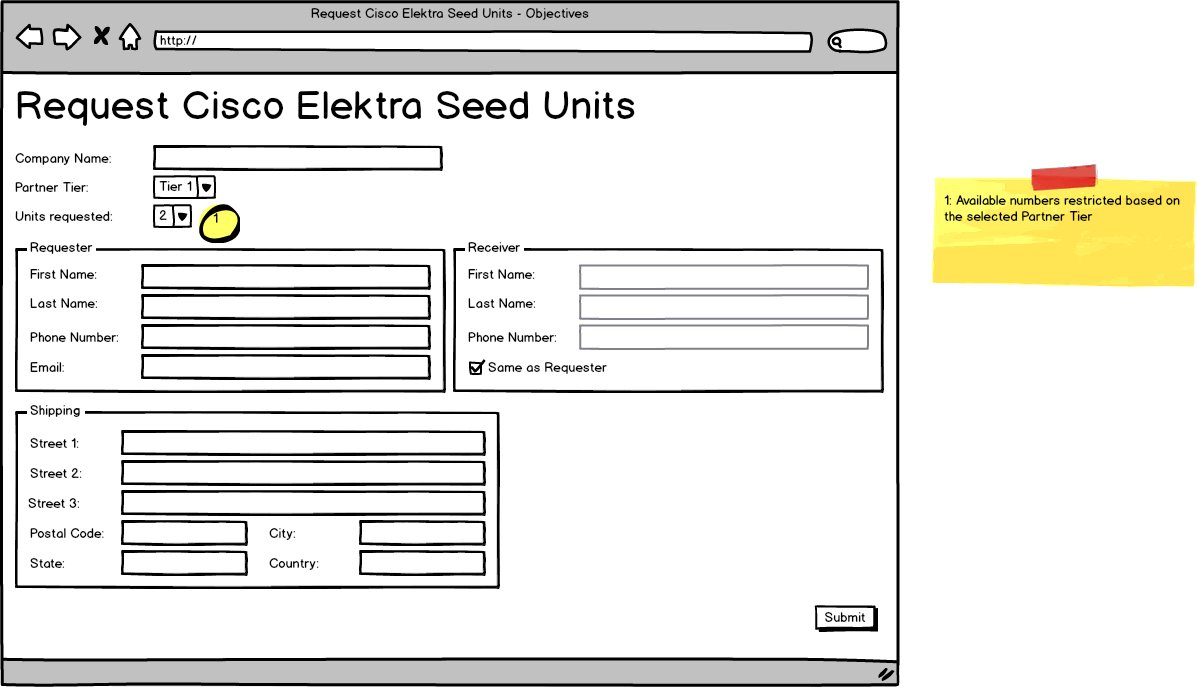 Request Cisco Elektra Seed Units - Objectives
http://
Request Cisco Elektra Seed Units
Company Name:
Partner Tier:
Tier 1
Units requested:
2
1
1: Available numbers restricted based on
the selected Partner Tier
Requester
First Name:
Last Name:
Phone Number:
Email:
Receiver
First Name:
Last Name:
Phone Number:
Same as Requester
Shipping
Street 1:
Street 2:
Street 3:
Postal Code:
City:
State:
Country:
Submit